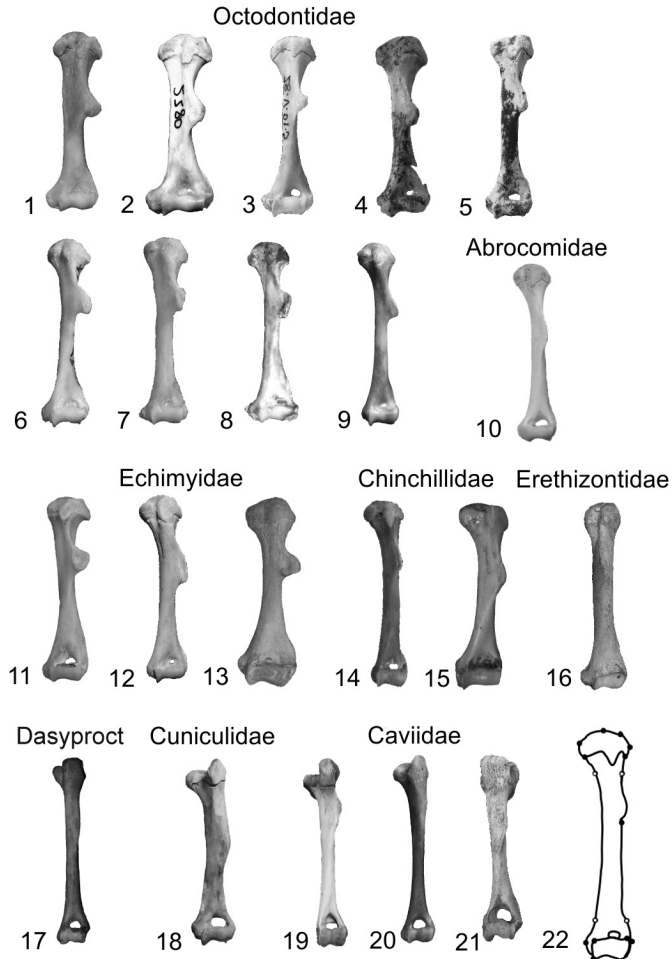 Octodontidae
1 2 3 4 5
Abrocomidae
6 7 8 9 10
Echimyidae Chinchillidae Erethizontidae
11 12 13 14 15 16
Dasyproct Cuniculidae Caviidae
17 18 19 20 21 22